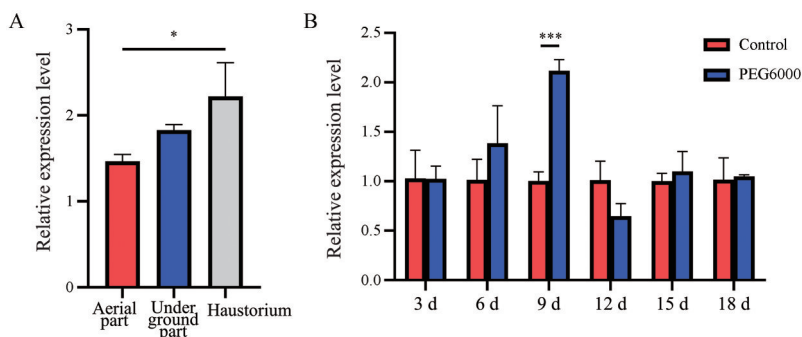 A
Relative expression level
3
2
1
0
*
Aerial
part
Under
ground
part
Haustorium
B
Relative expression level
2.5
2.0
1.5
1.0
0.5
0.0
***
Control
PEG6000
3 d 6 d 9 d 12 d 15 d 18 d